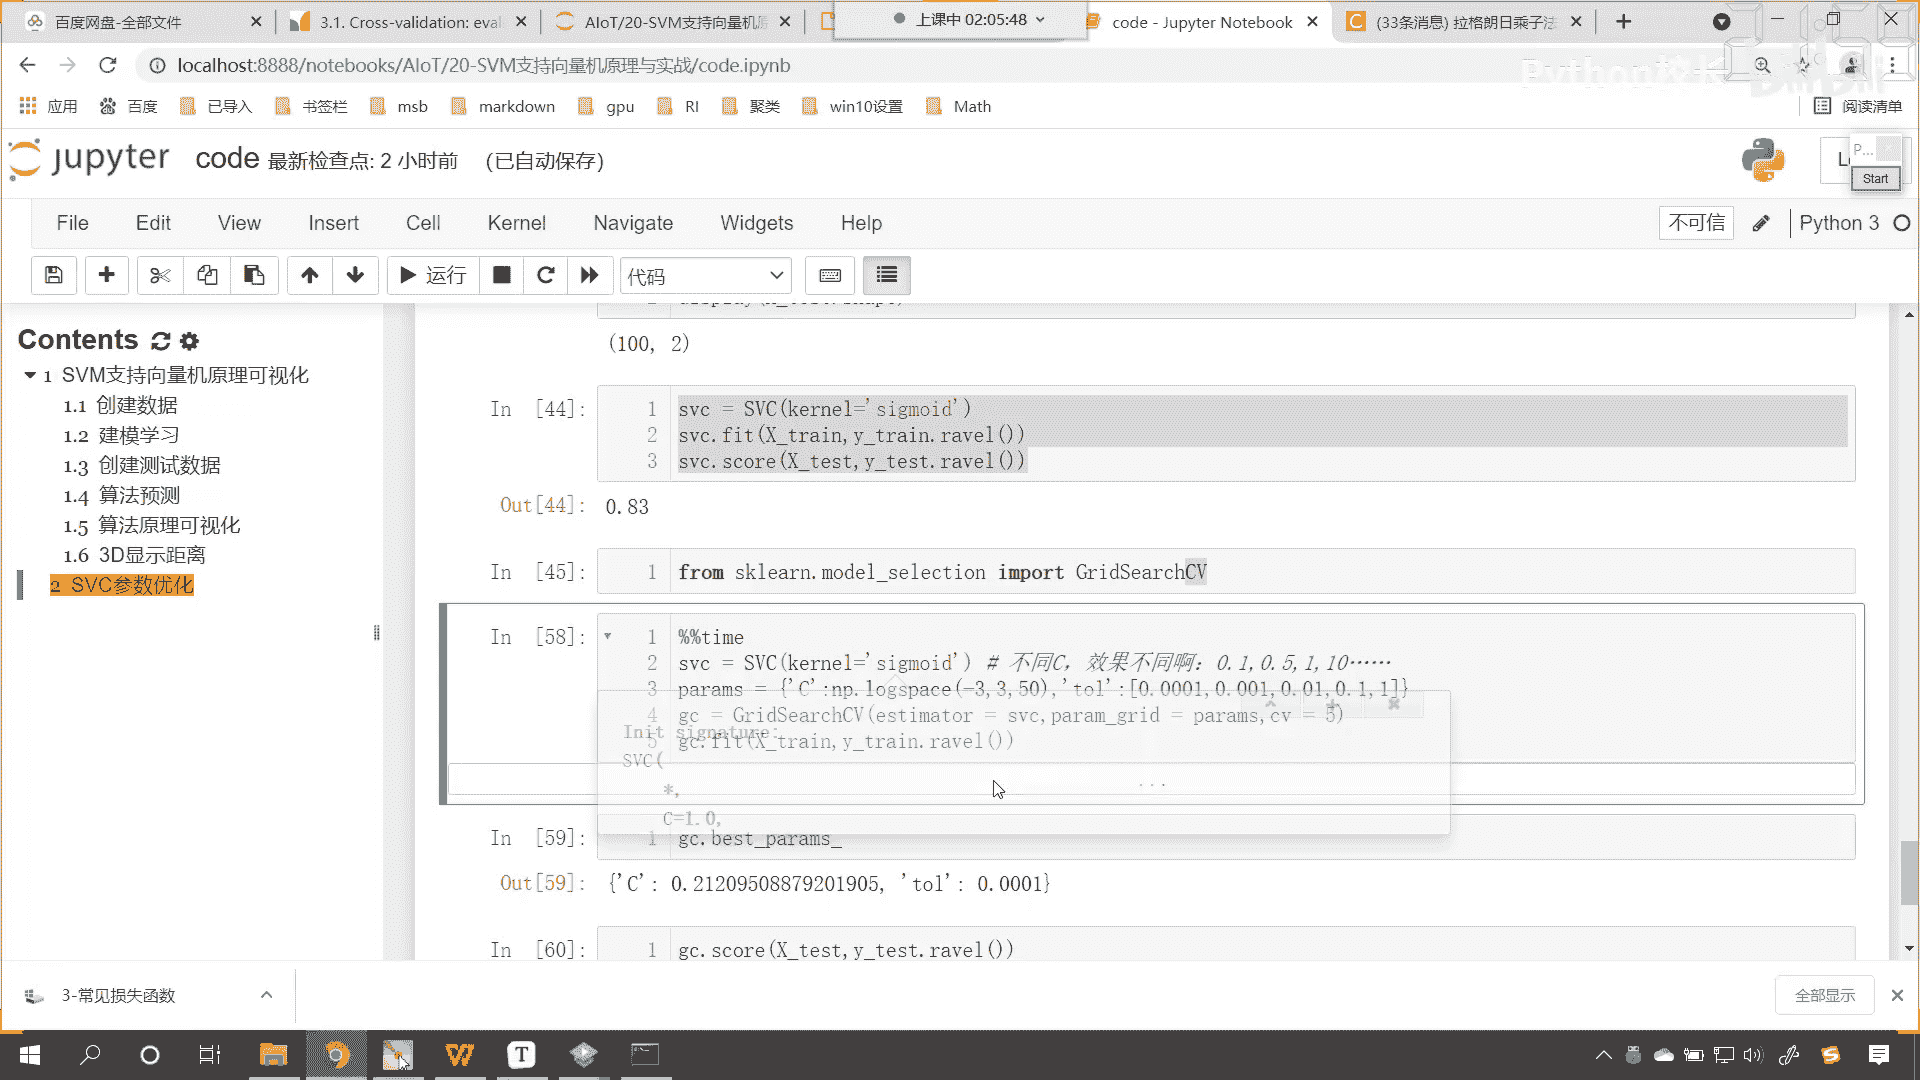 百度网盘-全部文件
3.1. Cross-validation: eval
AIoT/20-SVM支持向量机原
上课中 02:05:48
code - Jupyter Notebook
(33条消息) 拉格朗日乘子法
localhost:8888/notebooks/AIoT/20-SVM支持向量机原理与实战/code.ipynb
应用
百度
已导入
书签栏
msb
markdown
gpu
RI
聚类
win10设置
Math
阅读清单
jupyter
code 最新检查点: 2 小时前 (已自动保存)
P...
Start
File
Edit
View
Insert
Cell
Kernel
Navigate
Widgets
Help
不可信
Python 3
运行
代码
Contents
1 SVM支持向量机原理可视化
1.1 创建数据
1.2 建模学习
1.3 创建测试数据
1.4 算法预测
1.5 算法原理可视化
1.6 3D显示距离
2 SVC参数优化
(100, 2)
In [44]:
1 svc = SVC(kernel='sigmoid')
2 svc.fit(X_train,y_train.ravel())
3 svc.score(X_test,y_test.ravel())
Out[44]: 0.83
In [45]:
1 from sklearn.model_selection import GridSearchCV
In [58]:
1 %%time
2 svc = SVC(kernel='sigmoid') # 不同C，效果不同啊：0.1,0.5,1,10……
3 params = {'C':np.logspace(-3,3,50),'tol':[0.0001,0.001,0.01,0.1,1]}
4 gc = GridSearchCV(estimator = svc,param_grid = params,cv = 5)
5 gc.fit(X_train,y_train.ravel())
Init signature:
SVC(
*,
C=1.0,
...
In [59]:
1 gc.best_params_
Out[59]: {'C': 0.21209508879201905, 'tol': 0.0001}
In [60]:
1 gc.score(X_test,y_test.ravel())
3-常见损失函数
全部显示